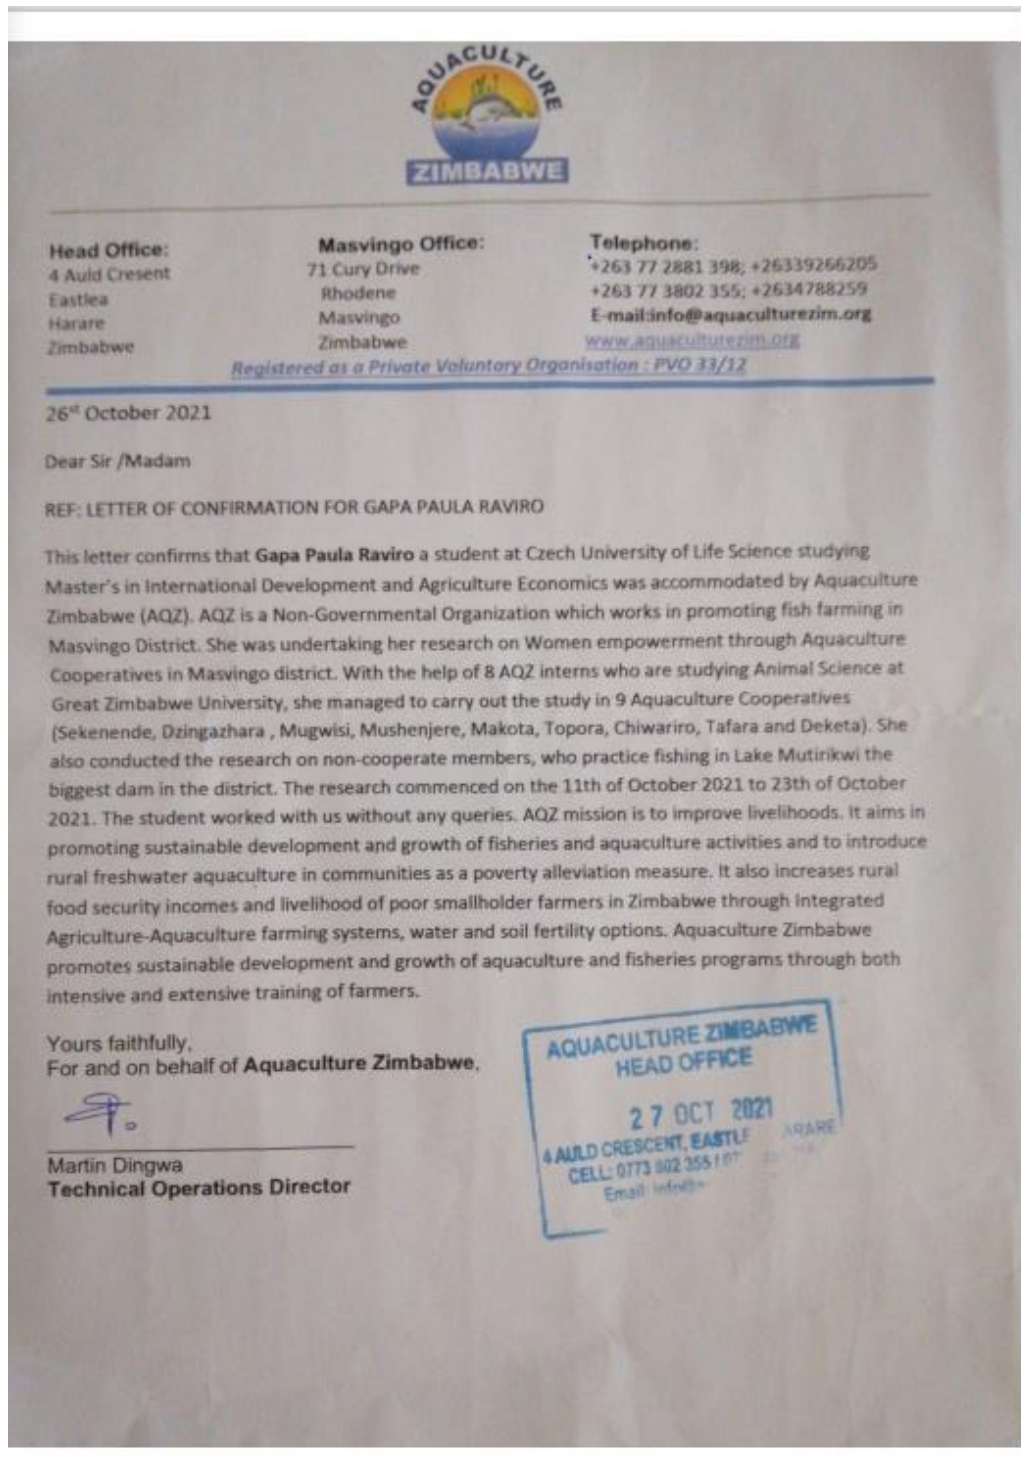 AQUACULTURE
ZIMBABWE
Head Office:
4 Auld Cresent
Eastlea
Harare
Zimbabwe
Masvingo Office:
71 Cury Drive
Rhodene
Masvingo
Zimbabwe
Telephone:
+263 77 2881 398; +26339266205
+263 77 3802 355; +2634788259
E-mail:info@aquaculturezim.org
www.aquaculturezim.org
Registered as a Private Voluntary Organisation : PVO 33/12
26st October 2021
Dear Sir /Madam
REF: LETTER OF CONFIRMATION FOR GAPA PAULA RAVIRO
This letter confirms that Gapa Paula Raviro a student at Czech University of Life Science studying
Master's in International Development and Agriculture Economics was accommodated by Aquaculture
Zimbabwe (AQZ). AQZ is a Non-Governmental Organization which works in promoting fish farming in
Masvingo District. She was undertaking her research on Women empowerment through Aquaculture
Cooperatives in Masvingo district. With the help of 8 AQZ interns who are studying Animal Science at
Great Zimbabwe University, she managed to carry out the study in 9 Aquaculture Cooperatives
(Sekenende, Dzingazhara , Mugwisi, Mushenjere, Makota, Topora, Chiwariro, Tafara and Deketa). She
also conducted the research on non-cooperate members, who practice fishing in Lake Mutirikwi the
biggest dam in the district. The research commenced on the 11th of October 2021 to 23th of October
2021. The student worked with us without any queries. AQZ mission is to improve livelihoods. It aims in
promoting sustainable development and growth of fisheries and aquaculture activities and to introduce
rural freshwater aquaculture in communities as a poverty alleviation measure. It also increases rural
food security incomes and livelihood of poor smallholder farmers in Zimbabwe through Integrated
Agriculture-Aquaculture farming systems, water and soil fertility options. Aquaculture Zimbabwe
promotes sustainable development and growth of aquaculture and fisheries programs through both
intensive and extensive training of farmers.
Yours faithfully,
For and on behalf of Aquaculture Zimbabwe,
Martin Dingwa
Technical Operations Director
AQUACULTURE ZIMBABWE
HEAD OFFICE
27 OCT 2021
4 AULD CRESCENT,
CELL: 0773 802 355
Email: